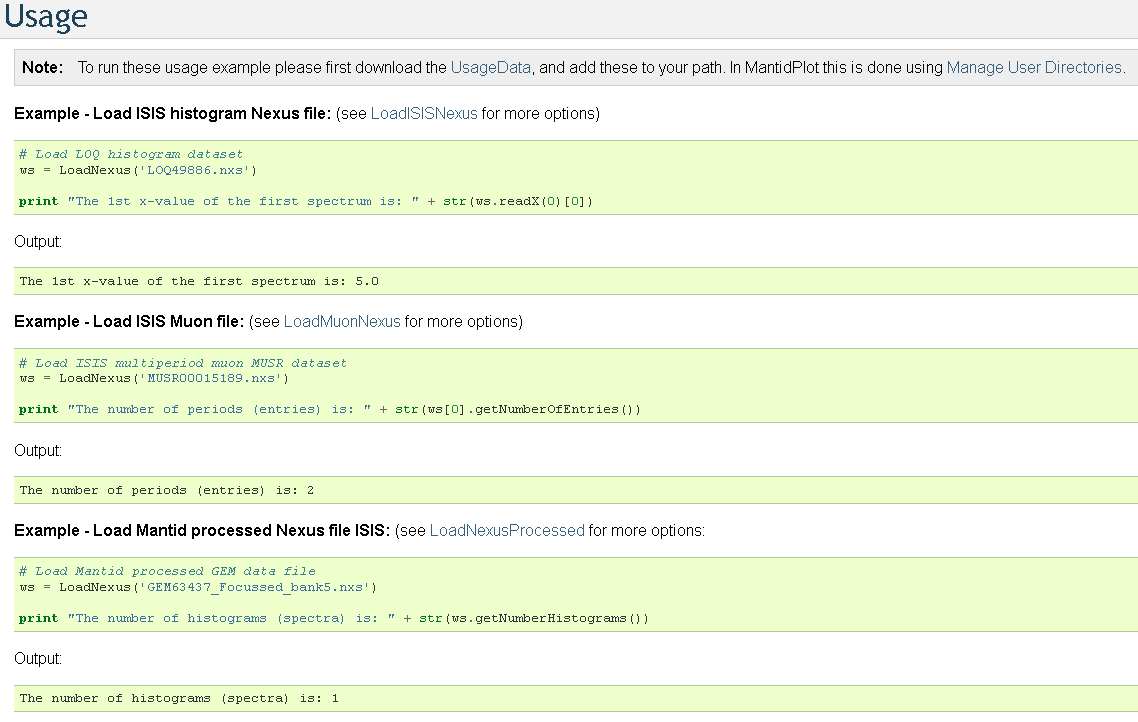 Usage
Note: To run these usage example please first download the UsageData, and add these to your path. In MantidPlot this is done using Manage User Directories.
Example - Load ISIS histogram Nexus file: (see LoadISISNexus for more options)
# Load LOQ histogram dataset
ws = LoadNexus('LOQ49886.nxs')
print "The 1st x-value of the first spectrum is: " + str(ws.readX(0)[0])
Output:
The 1st x-value of the first spectrum is: 5.0
Example - Load ISIS Muon file: (see LoadMuonNexus for more options)
# Load ISIS multiperiod muon MUSR dataset
ws = LoadNexus('MUSR00015189.nxs')
print "The number of periods (entries) is: " + str(ws[0].getNumberOfEntries())
Output:
The number of periods (entries) is: 2
Example - Load Mantid processed Nexus file ISIS: (see LoadNexusProcessed for more options:
# Load Mantid processed GEM data file
ws = LoadNexus('GEM63437_Focussed_bank5.nxs')
print "The number of histograms (spectra) is: " + str(ws.getNumberHistograms())
Output:
The number of histograms (spectra) is: 1